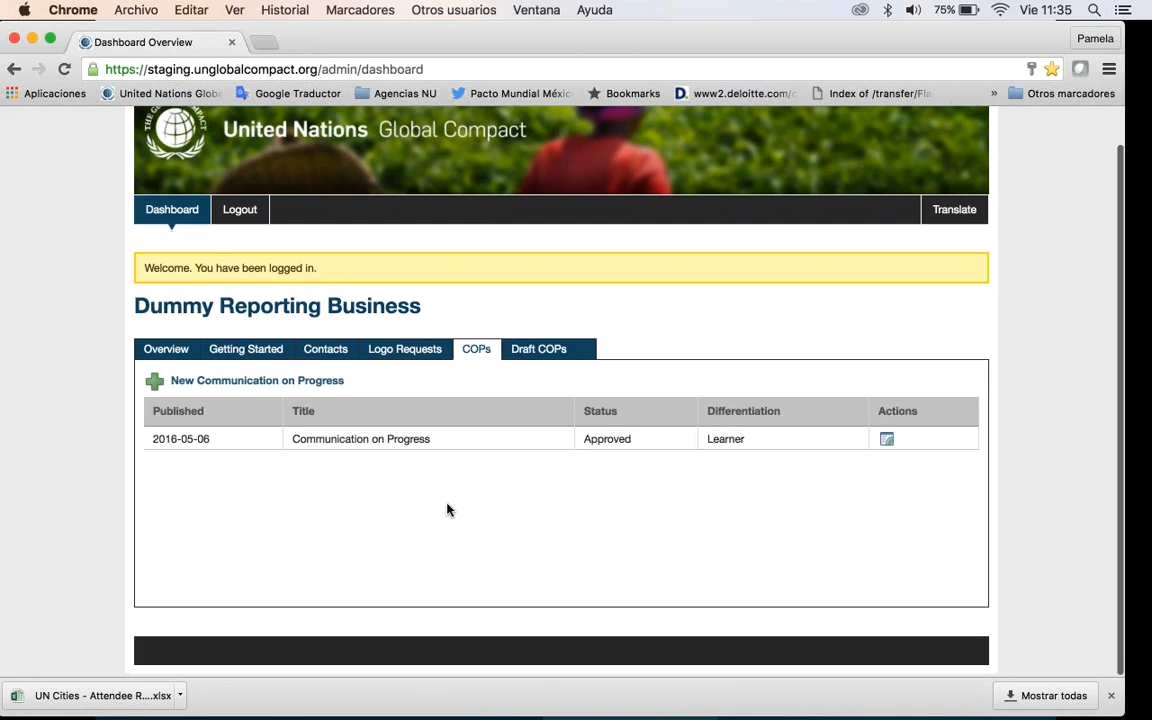 Chrome Archivo Editar Ver Historial Marcadores Otros usuarios Ventana Ayuda 75% Vie 11:35
Dashboard Overview Pamela
https://staging.unglobalcompact.org/admin/dashboard
Aplicaciones United Nations Globa Google Traductor Agencias NU Pacto Mundial Méxic Bookmarks D. www2.deloitte.com/c Index of /transfer/Fla » Otros marcadores
THE GLOBAL COMPACT
United Nations Global Compact
Dashboard Logout Translate
Welcome. You have been logged in.
Dummy Reporting Business
Overview Getting Started Contacts Logo Requests COPs Draft COPs
New Communication on Progress
Published Title Status Differentiation Actions
2016-05-06 Communication on Progress Approved Learner
UN Cities - Attendee R....xlsx Mostrar todas